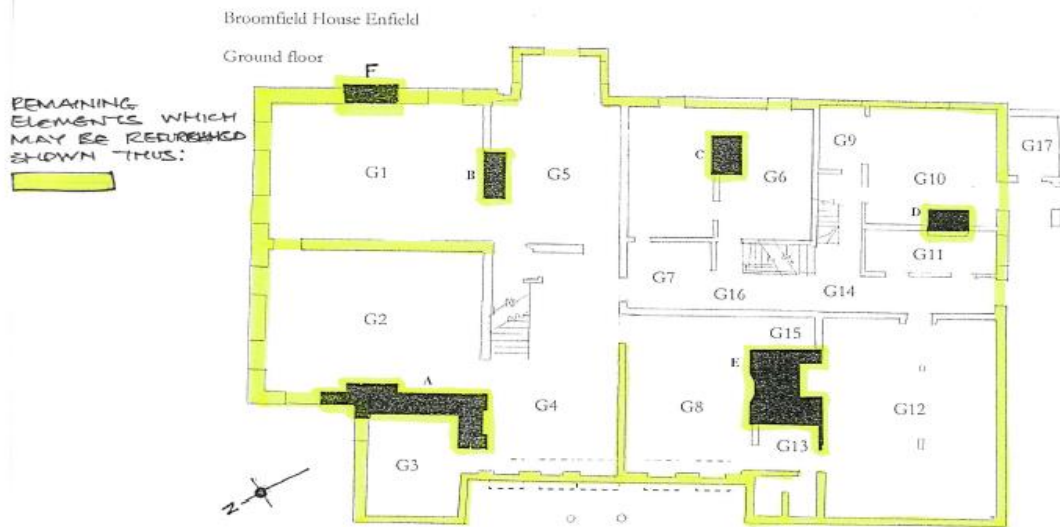 Broomfield House Enfield
Ground floor
REMAINING
ELEMENTS WHICH
MAY BE REFURBISHED
SHOWN THUS:
F
G1
B
G5
C
G6
G9
G10
G17
D
G11
G7
G16
G14
G2
G15
A
E
G4
G8
G12
G13
G3
N